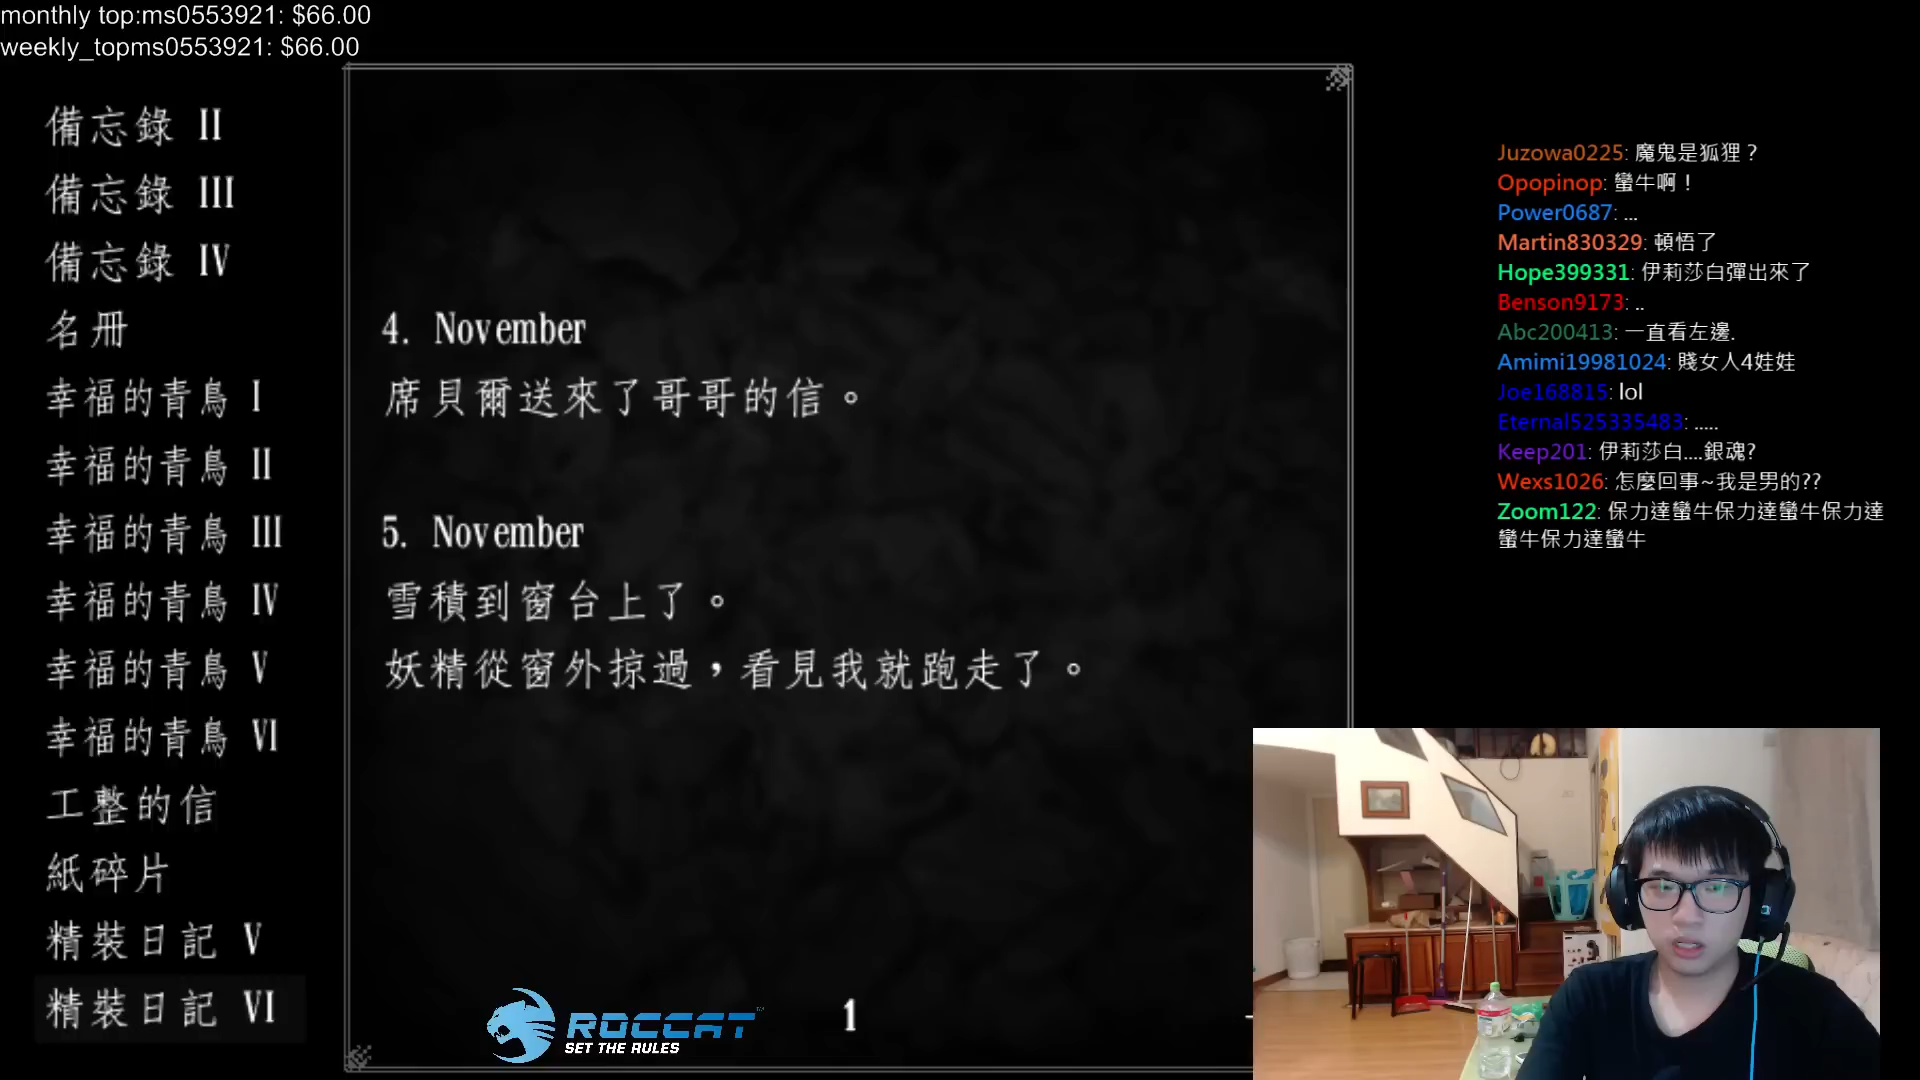 monthly top:ms0553921: $66.00
weekly_topms0553921: $66.00
備忘錄 II
備忘錄 III
備忘錄 IV
名冊
幸福的青鳥 I
幸福的青鳥 II
幸福的青鳥 III
幸福的青鳥 IV
幸福的青鳥 V
幸福的青鳥 VI
工整的信
紙碎片
精裝日記 V
精裝日記 VI
4. November
席貝爾送來了哥哥的信。
5. November
雪積到窗台上了。
妖精從窗外掠過，看見我就跑走了。
1
ROCCAT™
SET THE RULES
Juzowa0225: 魔鬼是狐狸？
Opopinop: 蠻牛啊！
Power0687: ...
Martin830329: 頓悟了
Hope399331: 伊莉莎白彈出來了
Benson9173: ..
Abc200413: 一直看左邊.
Amimi19981024: 賤女人4娃娃
Joe168815: lol
Eternal525335483: .....
Keep201: 伊莉莎白....銀魂?
Wexs1026: 怎麼回事~我是男的??
Zoom122: 保力達蠻牛保力達蠻牛保力達
蠻牛保力達蠻牛